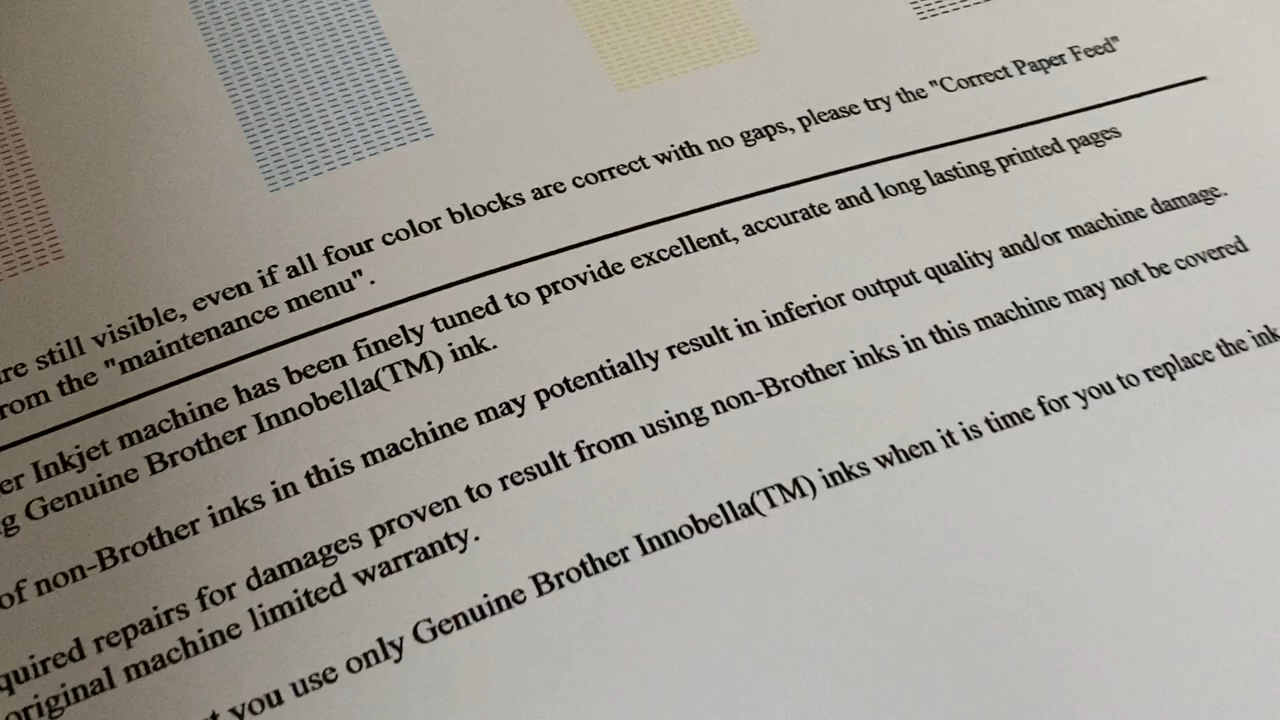 re still visible, even if all four color blocks are correct with no gaps, please try the "Correct Paper Feed"
rom the "maintenance menu".
er Inkjet machine has been finely tuned to provide excellent, accurate and long lasting printed pages
g Genuine Brother Innobella(TM) ink.
of non-Brother inks in this machine may potentially result in inferior output quality and/or machine damage.
quired repairs for damages proven to result from using non-Brother inks in this machine may not be covered
original machine limited warranty.
t you use only Genuine Brother Innobella(TM) inks when it is time for you to replace the ink